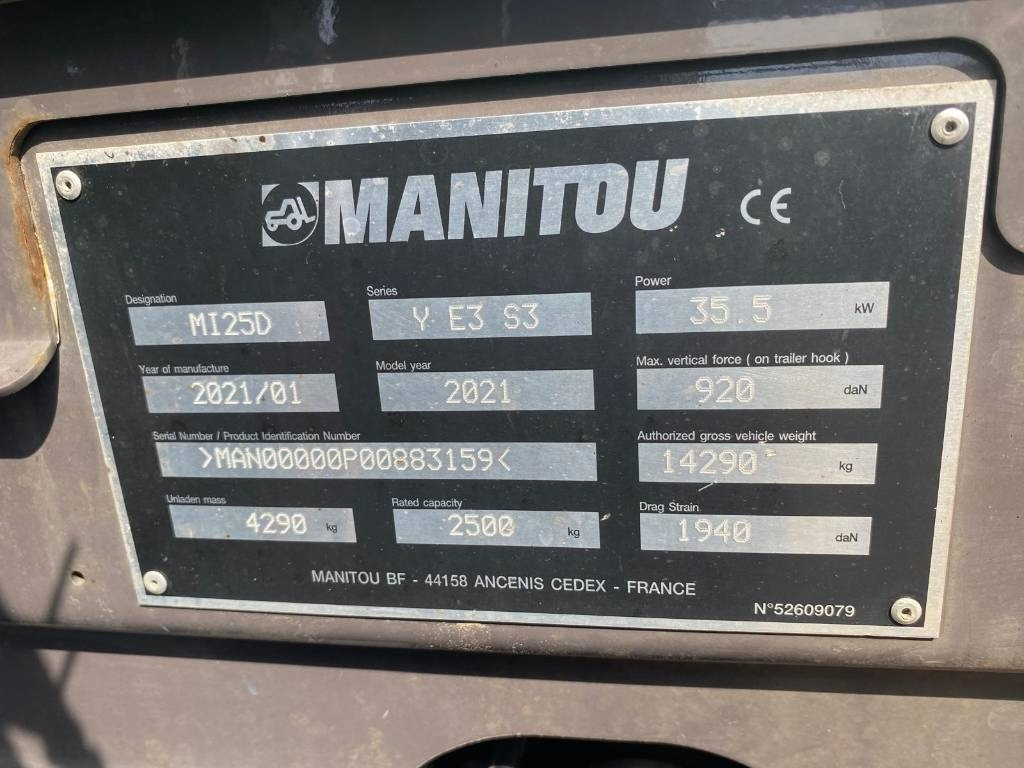 MANITOU CE
Designation Series Power
MI25D Y E3 S3 35.5 kW
Year of manufacture Model year Max. vertical force ( on trailer hook )
2021/01 2021 920 daN
Serial Number / Product Identification Number Authorized gross vehicle weight
>MAN00000P00883159< 14290 kg
Unladen mass Rated capacity Drag Strain
4290 kg 2500 kg 1940 daN
MANITOU BF - 44158 ANCENIS CEDEX - FRANCE
N°52609079